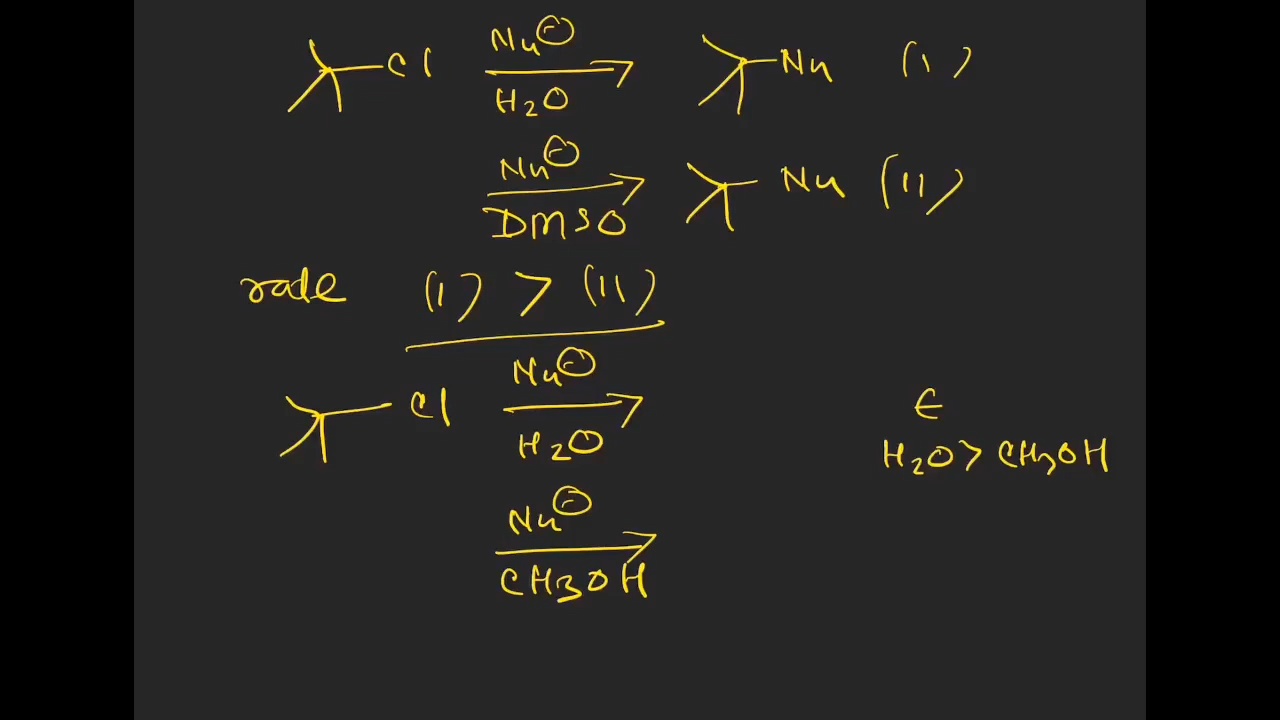 Cl Nu⊖ H2O Nu (I)
Nu⊖ DMSO Nu (II)
rate (I) > (II)
Cl Nu⊖ H2O
ϵ
H2O > CH3OH
Nu⊖ CH3OH